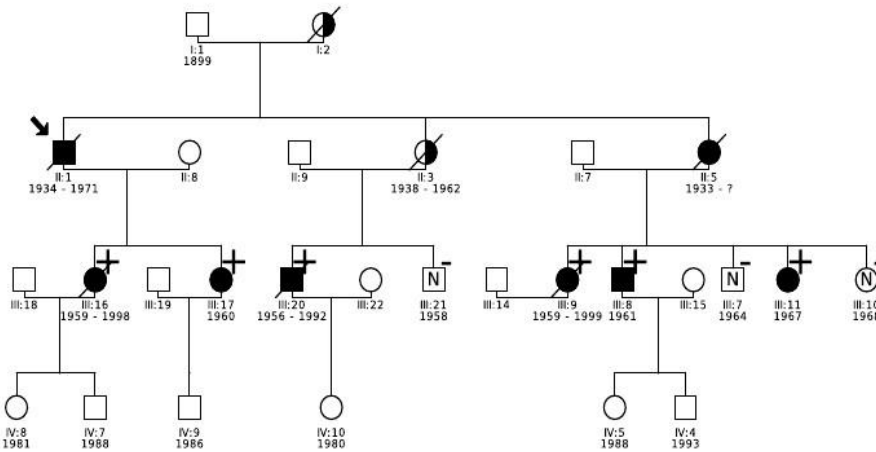 I:1
1899
I:2
II:1
1934 - 1971
II:8
II:9
II:3
1938 - 1962
II:7
II:5
1933 - ?
+
+
+
-
+
+
-
+
-
N
N
N
III:18
III:16
1959 - 1998
III:19
III:17
1960
III:20
1956 - 1992
III:22
III:21
1958
III:14
III:9
1959 - 1999
III:8
1961
III:15
III:7
1964
III:11
1967
III:10
1968
IV:8
1981
IV:7
1988
IV:9
1986
IV:10
1980
IV:5
1988
IV:4
1993